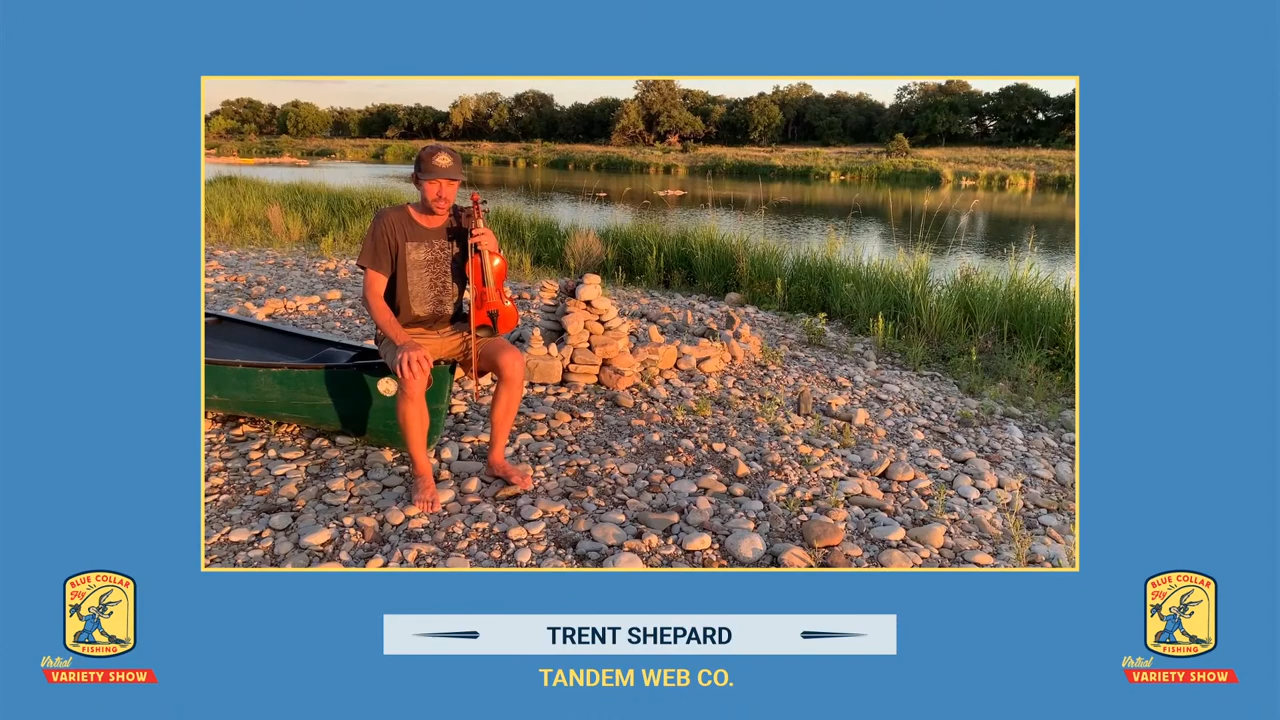 TRENT SHEPARD
TANDEM WEB CO.
BLUE COLLAR
Fly
FISHING
Virtual
VARIETY SHOW
BLUE COLLAR
Fly
FISHING
Virtual
VARIETY SHOW